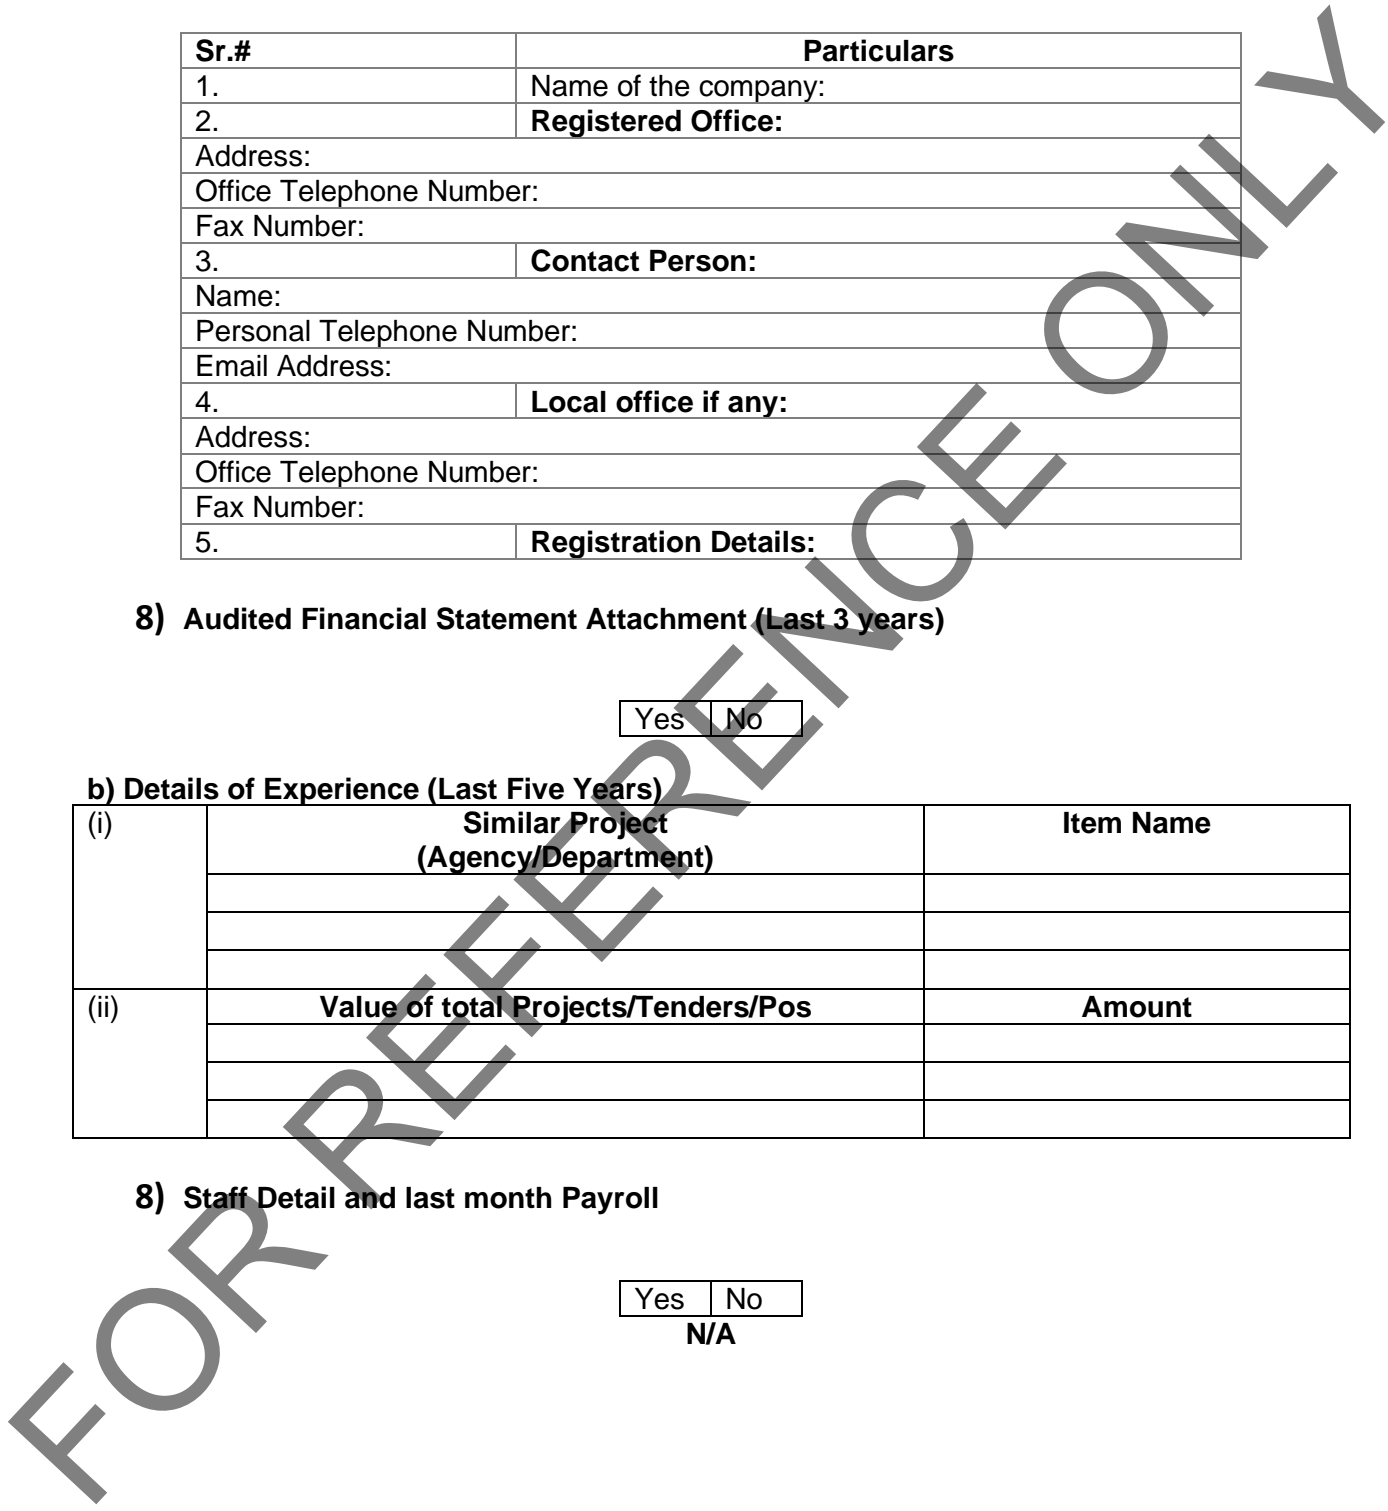 Sr.# Particulars
1. Name of the company:
2. Registered Office:
Address:
Office Telephone Number:
Fax Number:
3. Contact Person:
Name:
Personal Telephone Number:
Email Address:
4. Local office if any:
Address:
Office Telephone Number:
Fax Number:
5. Registration Details:
8) Audited Financial Statement Attachment (Last 3 years)
Yes No
b) Details of Experience (Last Five Years)
(i) Similar Project Item Name
(Agency/Department)
(ii) Value of total Projects/Tenders/Pos Amount
8) Staff Detail and last month Payroll
Yes No
N/A
FOR REFERENCE ONLY